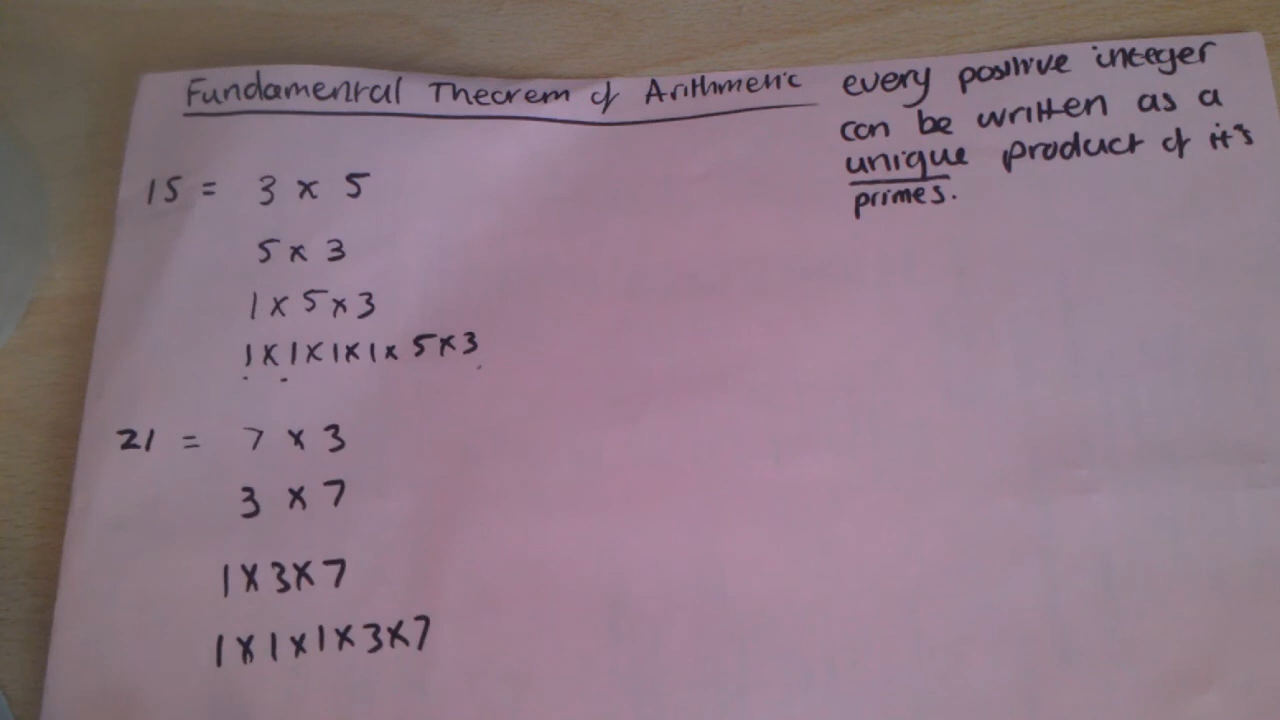 Fundamental Theorem of Arithmetic
every positive integer
can be written as a
unique product of it's
primes.
15 = 3 x 5
5 x 3
1 x 5 x 3
1 x 1 x 1 x 1 x 5 x 3
21 = 7 x 3
3 x 7
1 x 3 x 7
1 x 1 x 1 x 3 x 7